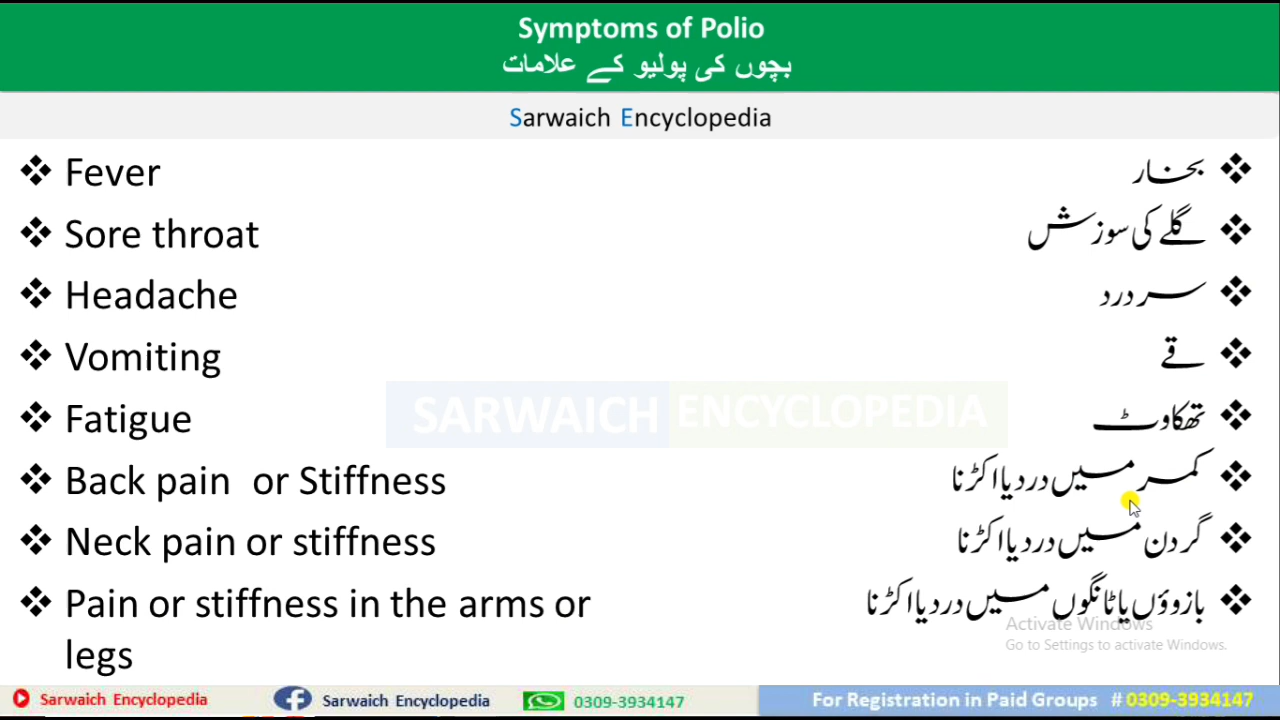 Symptoms of Polio
بچوں کی پولیو کے علامات
Sarwaich Encyclopedia
❖ Fever
❖ بخار
❖ Sore throat
❖ گلے کی سوزش
❖ Headache
❖ سر درد
❖ Vomiting
❖ قے
❖ Fatigue
❖ تھکاوٹ
SARWAICH ENCYCLOPEDIA
❖ Back pain or Stiffness
❖ کمر میں درد یا اکڑنا
❖ Neck pain or stiffness
❖ گردن میں درد یا اکڑنا
❖ Pain or stiffness in the arms or
legs
❖ بازوؤں یا ٹانگوں میں درد یا اکڑنا
Activate Windows
Go to Settings to activate Windows.
Sarwaich Encyclopedia
Sarwaich Encyclopedia
0309-3934147
For Registration in Paid Groups # 0309-3934147